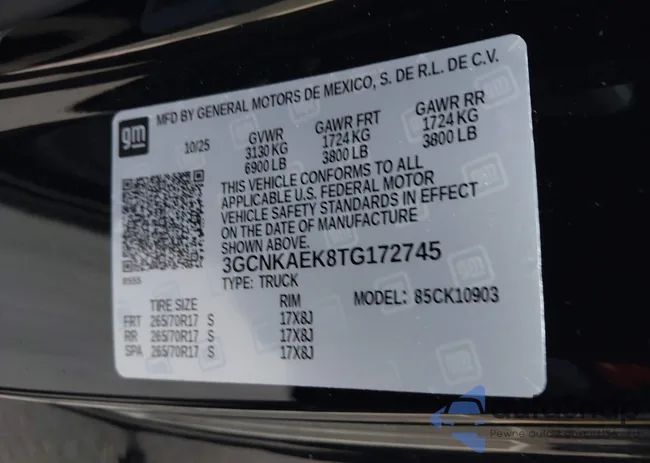 MFD BY GENERAL MOTORS DE MEXICO, S. DE R.L. DE C.V.
gm
10/25 GVWR GAWR FRT GAWR RR
3130 KG 1724 KG 1724 KG
6900 LB 3800 LB 3800 LB
THIS VEHICLE CONFORMS TO ALL
APPLICABLE U.S. FEDERAL MOTOR
VEHICLE SAFETY STANDARDS IN EFFECT
ON THE DATE OF MANUFACTURE
SHOWN ABOVE.
3GCNKAEK8TG172745
TYPE: TRUCK
MODEL: 85CK10903
TIRE SIZE RIM
FRT 265/70R17 S 17X8J
RR 265/70R17 S 17X8J
SPA 265/70R17 S 17X8J